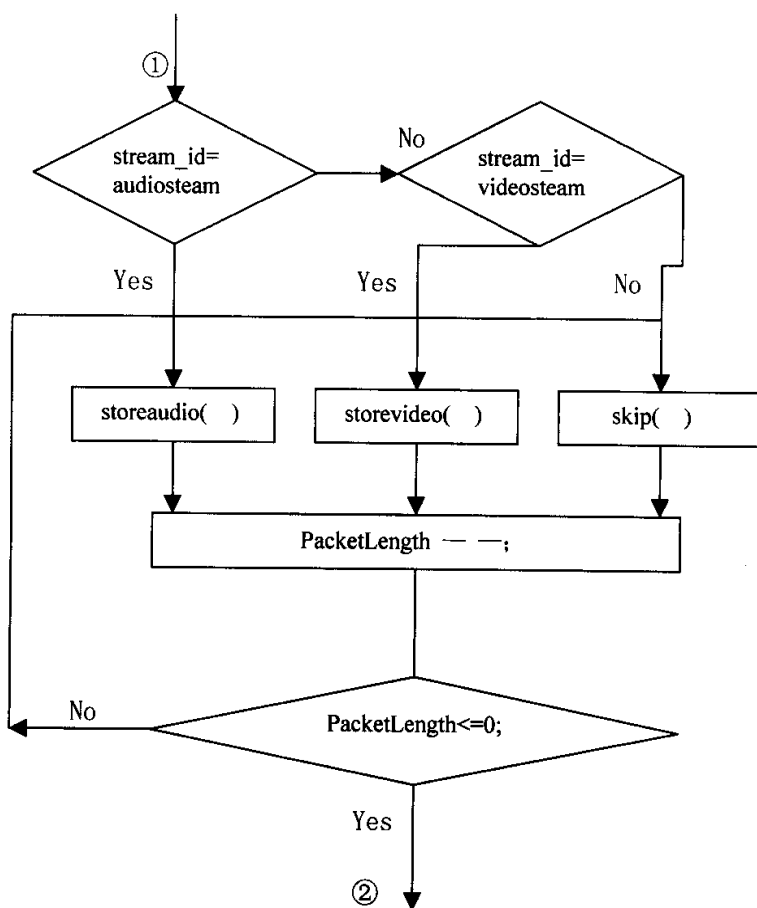 ①
stream_id=
audiosteam
No
stream_id=
videosteam
Yes
Yes
No
storeaudio( )
storevideo( )
skip( )
PacketLength — —;
No
PacketLength<=0;
Yes
②